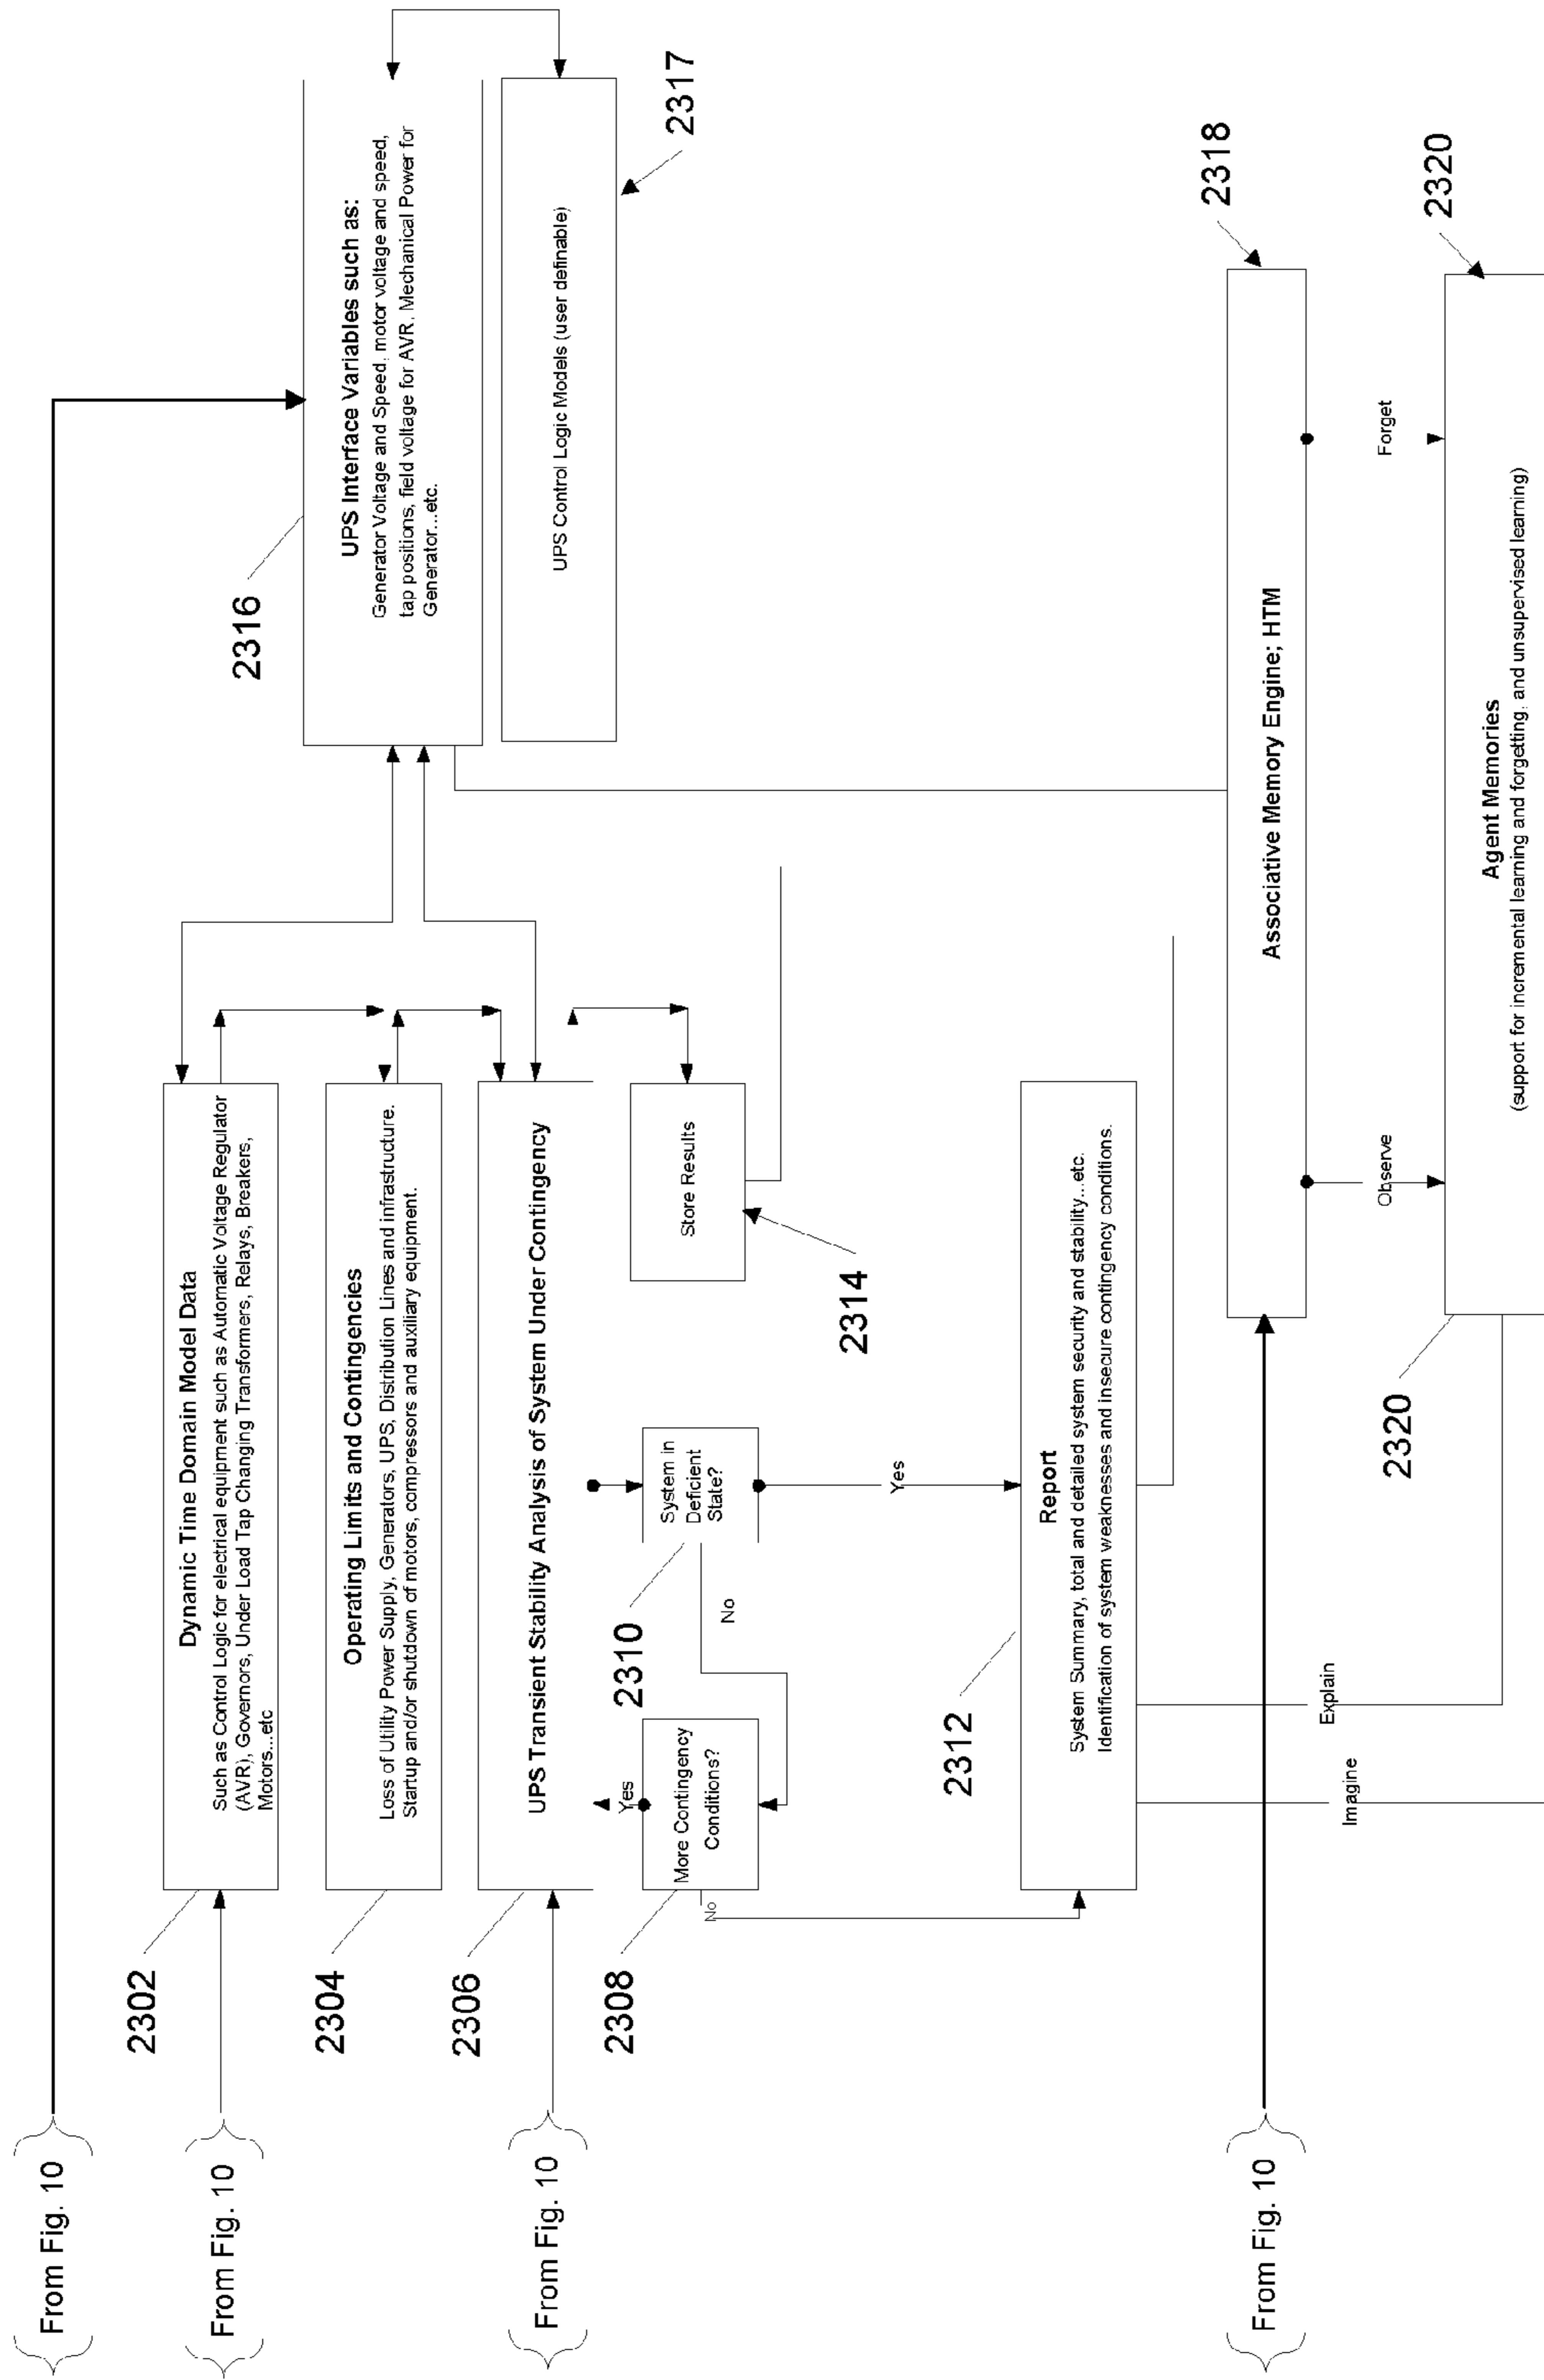 From Fig. 10
From Fig. 10
From Fig. 10
From Fig. 10
2302
Dynamic Time Domain Model Data
Such as Control Logic for electrical equipment such as Automatic Voltage Regulator
(AVR), Governors, Under Load Tap Changing Transformers, Relays, Breakers,
Motors...etc
2304
Operating Limits and Contingencies
Loss of Utility Power Supply, Generators, UPS, Distribution Lines and infrastructure.
Startup and/or shutdown of motors, compressors and auxiliary equipment.
2306
UPS Transient Stability Analysis of System Under Contingency
2308
More Contingency
Conditions?
Yes
No
2310
System in
Deficient
State?
No
Yes
Store Results
2314
2312
Report
System Summary, total and detailed system security and stability...etc.
Identification of system weaknesses and insecure contingency conditions.
2316
UPS Interface Variables such as:
Generator Voltage and Speed, motor voltage and speed,
tap positions, field voltage for AVR, Mechanical Power for
Generator...etc.
UPS Control Logic Models (user definable)
2317
Associative Memory Engine; HTM
2318
Imagine
Explain
Observe
Forget
2320
Agent Memories
(support for incremental learning and forgetting, and unsupervised learning)
2320